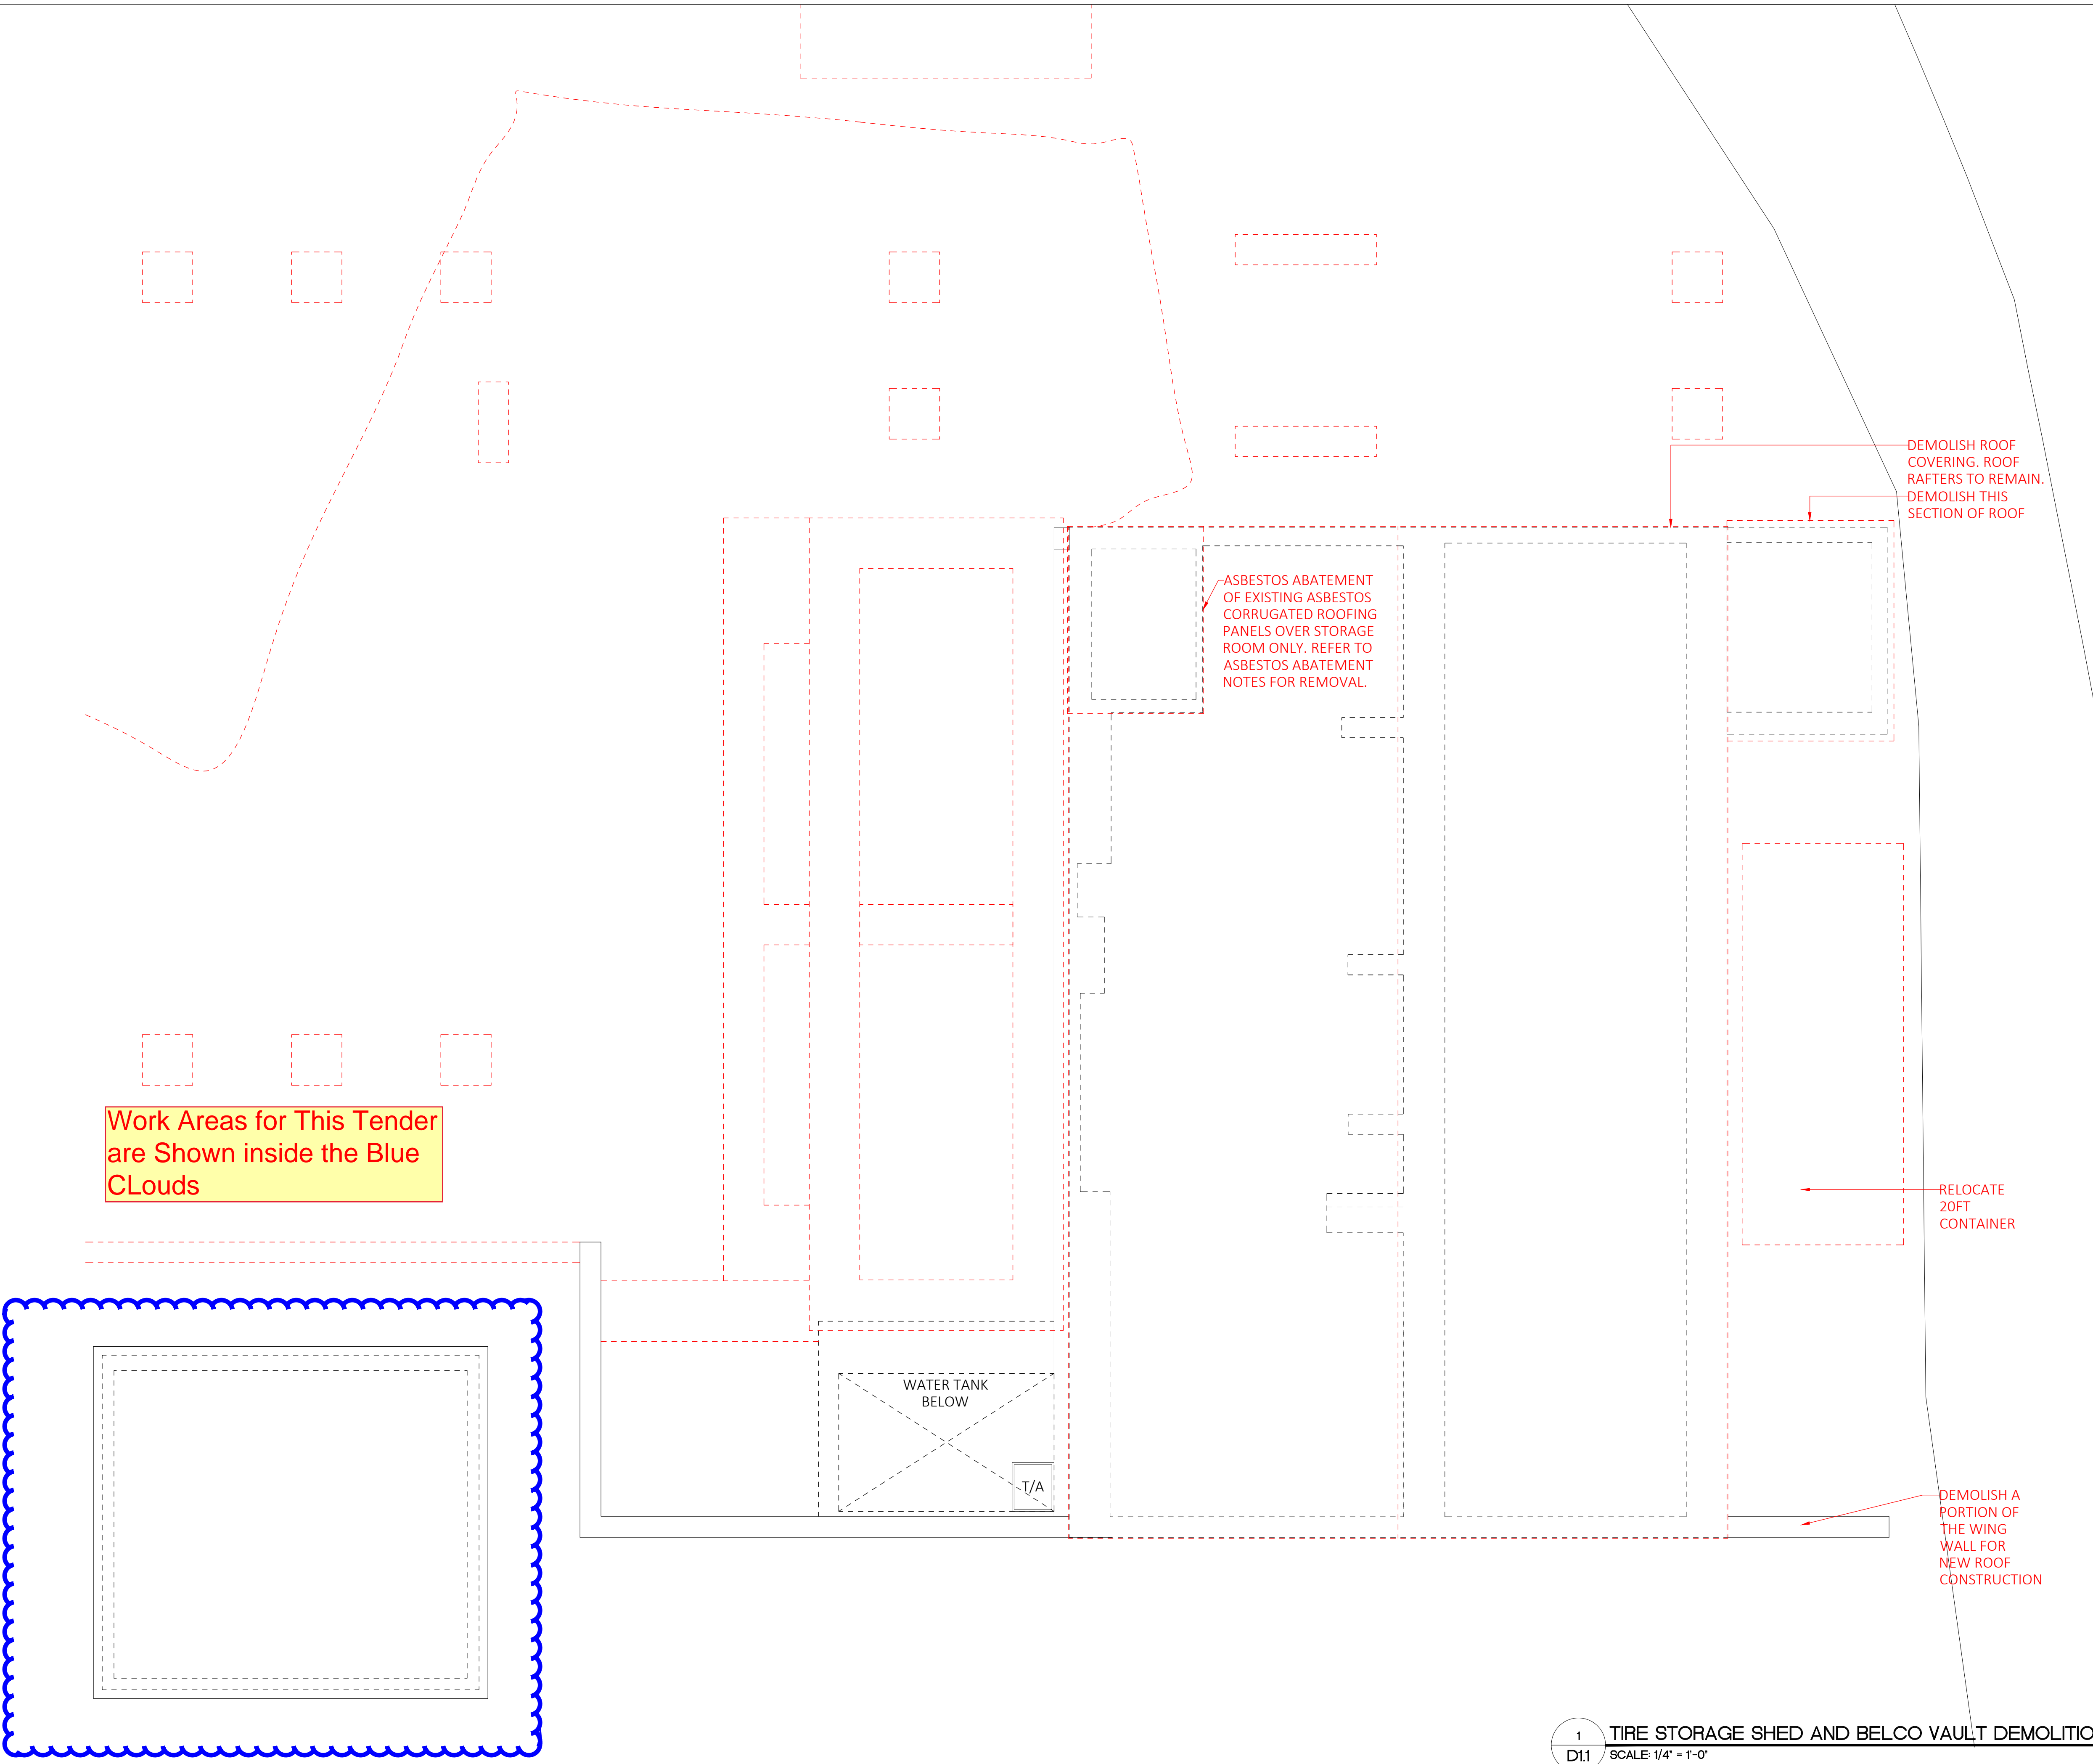 DEMOLISH ROOF
COVERING. ROOF
RAFTERS TO REMAIN.
DEMOLISH THIS
SECTION OF ROOF
ASBESTOS ABATEMENT
OF EXISTING ASBESTOS
CORRUGATED ROOFING
PANELS OVER STORAGE
ROOM ONLY. REFER TO
ASBESTOS ABATEMENT
NOTES FOR REMOVAL.
Work Areas for This Tender
are Shown inside the Blue
CLouds
RELOCATE
20FT
CONTAINER
WATER TANK
BELOW
T/A
DEMOLISH A
PORTION OF
THE WING
WALL FOR
NEW ROOF
CONSTRUCTION
1
D1.1
TIRE STORAGE SHED AND BELCO VAULT DEMOLITIO
SCALE: 1/4" = 1'-0"